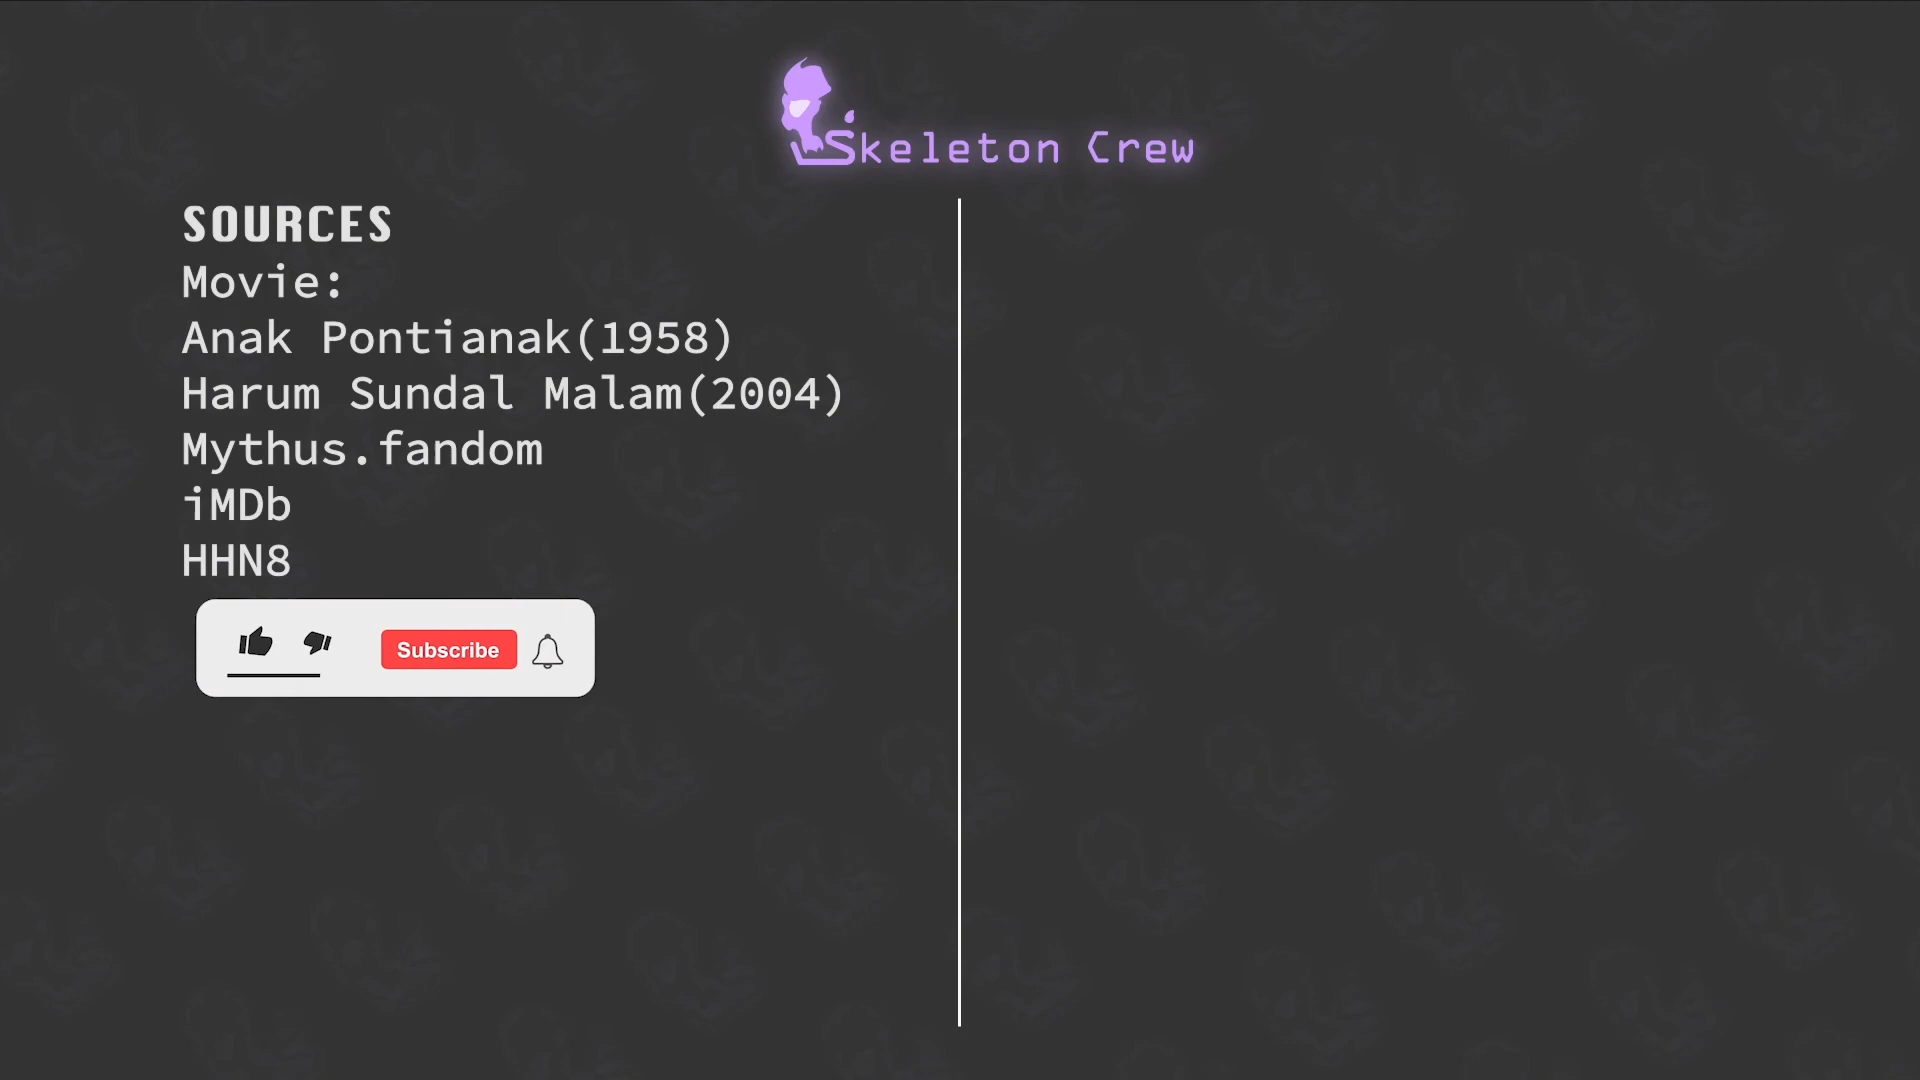 Skeleton Crew
SOURCES
Movie:
Anak Pontianak(1958)
Harum Sundal Malam(2004)
Mythus.fandom
iMDb
HHN8
Subscribe